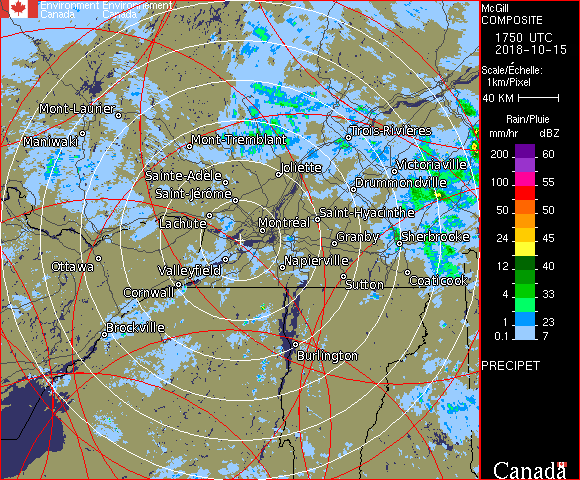 Environment Environnement
Canada Canada
McGill
COMPOSITE
1750 UTC
2018-10-15
Scale/Échelle:
1km/Pixel
40 KM
Rain/Pluie
mm/hr dBZ
200 60
100 55
50 50
24 45
12 40
4 33
1 23
0.1 7
PRECIPET
Canada
Mont-Laurier
Maniwaki
Mont-Tremblant
Trois-Rivières
Joliette
Victoriaville
Sainte-Adèle
Drummondville
Saint-Jérôme
Lachute
Saint-Hyacinthe
Montréal
Granby
Sherbrooke
Ottawa
Valleyfield
Napierville
Cornwall
Sutton
Coaticook
Brockville
Burlington